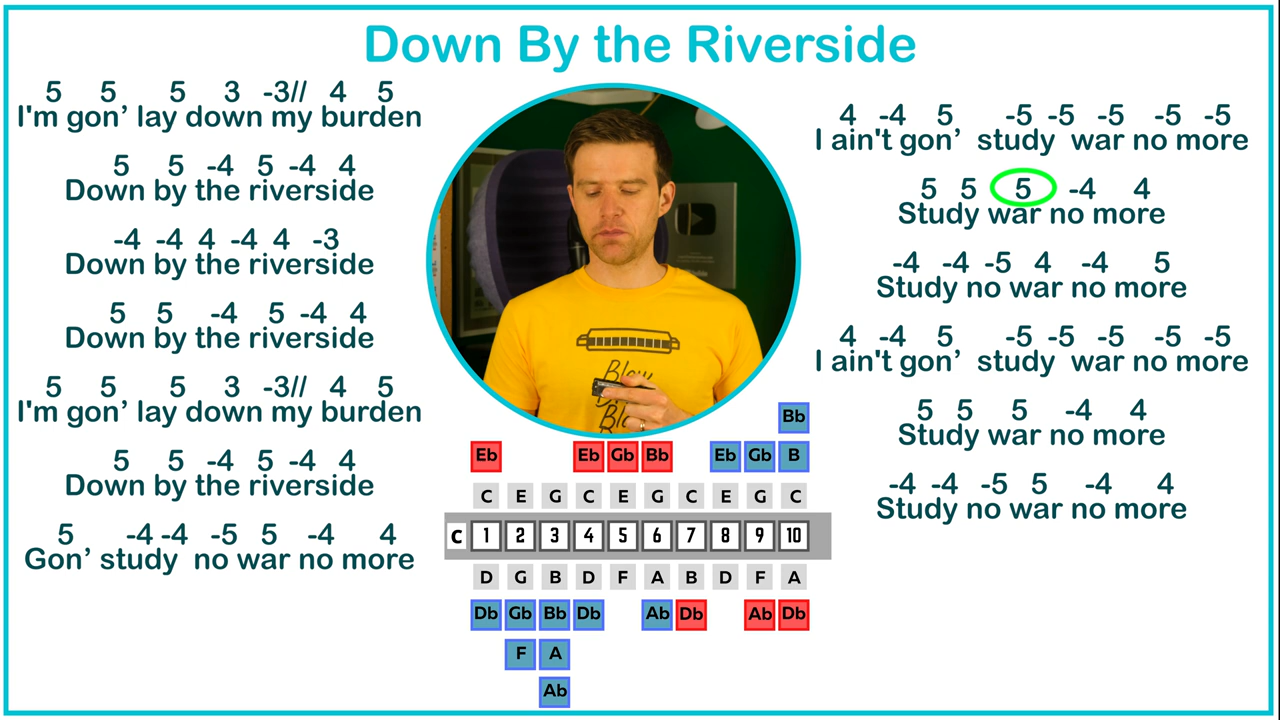 Down By the Riverside
5 5 5 3 -3// 4 5
I'm gon’ lay down my burden
5 5 -4 5 -4 4
Down by the riverside
-4 -4 4 -4 4 -3
Down by the riverside
5 5 -4 5 -4 4
Down by the riverside
5 5 5 3 -3// 4 5
I'm gon’ lay down my burden
5 5 -4 5 -4 4
Down by the riverside
5 -4 -4 -5 5 -4 4
Gon’ study no war no more
4 -4 5 -5 -5 -5 -5 -5
I ain't gon’ study war no more
5 5 5 -4 4
Study war no more
-4 -4 -5 4 -4 5
Study no war no more
4 -4 5 -5 -5 -5 -5 -5
I ain't gon’ study war no more
5 5 5 -4 4
Study war no more
-4 -4 -5 5 -4 4
Study no war no more
Blow
Blo
Bb
Eb Eb Gb Bb Eb Gb B
C E G C E G C E G C
C 1 2 3 4 5 6 7 8 9 10
D G B D F A B D F A
Db Gb Bb Db Ab Db Ab Db
F A
Ab